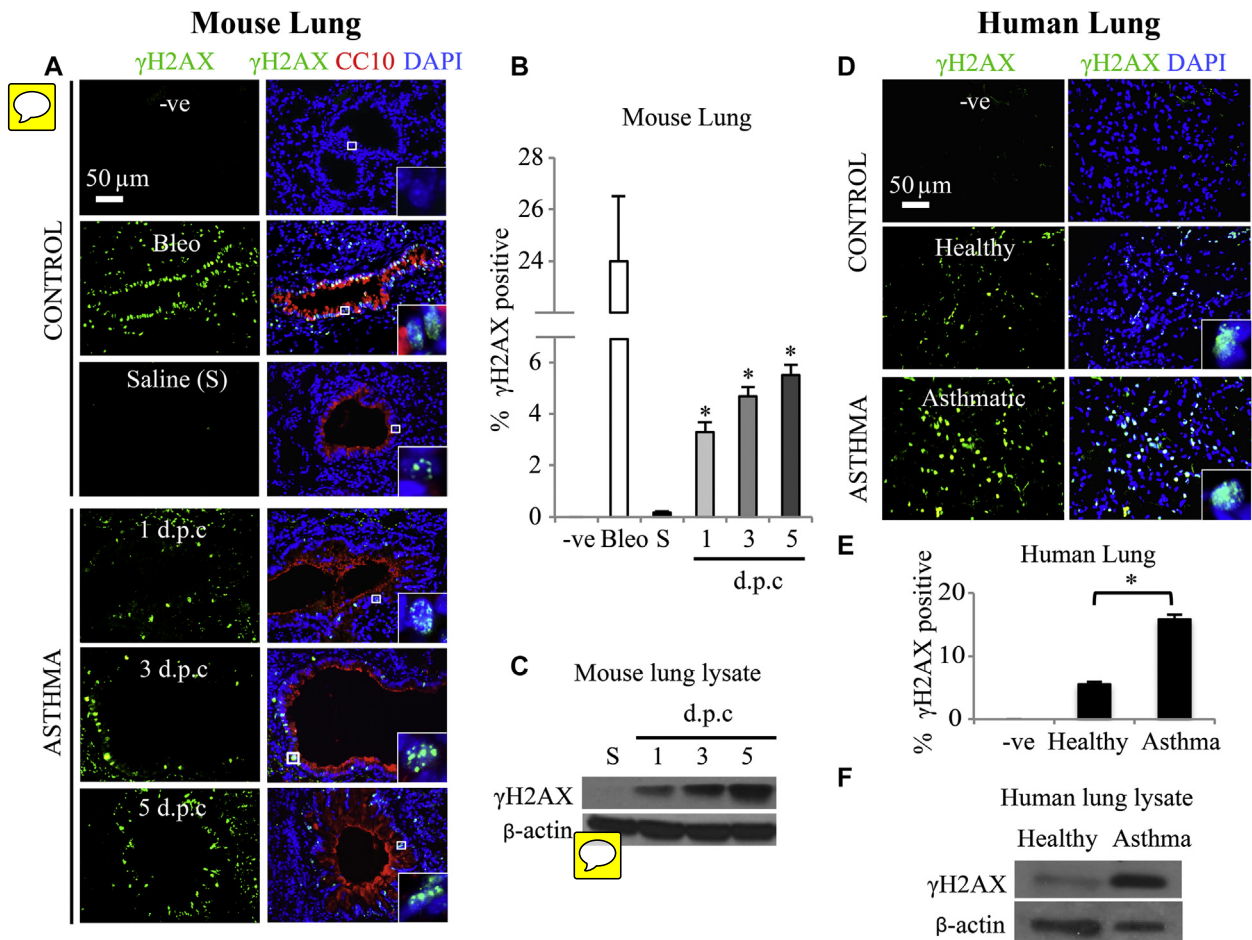 Mouse Lung
A
γH2AX
γH2AX CC10 DAPI
CONTROL
-ve
50 µm
Bleo
Saline (S)
ASTHMA
1 d.p.c
3 d.p.c
5 d.p.c
B
Mouse Lung
% γH2AX positive
28
26
24
6
4
2
0
* * *
-ve Bleo S 1 3 5
d.p.c
C
Mouse lung lysate
d.p.c
S 1 3 5
γH2AX
β-actin
Human Lung
D
γH2AX
γH2AX DAPI
CONTROL
-ve
50 µm
Healthy
ASTHMA
Asthmatic
E
Human Lung
*
% γH2AX positive
20
10
0
-ve Healthy Asthma
F
Human lung lysate
Healthy Asthma
γH2AX
β-actin